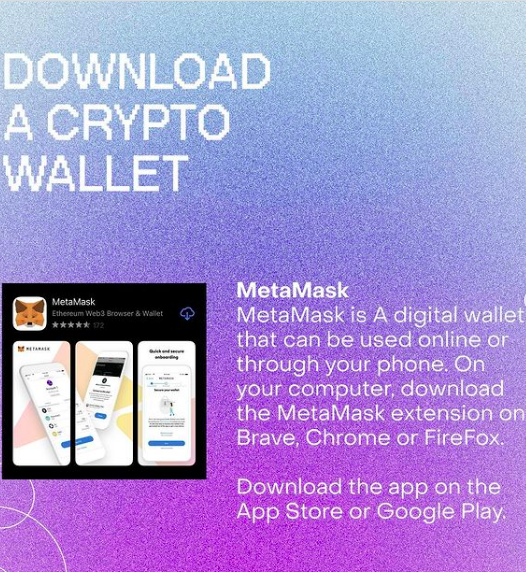 DOWNLOAD
A CRYPTO
WALLET
MetaMask
Ethereum Web3 Browser & Wallet
172
METAMASK
Quick and secure
onboarding
MetaMask
MetaMask is A digital wallet
that can be used online or
through your phone. On
your computer, download
the MetaMask extension on
Brave, Chrome or FireFox.
Download the app on the
App Store or Google Play.